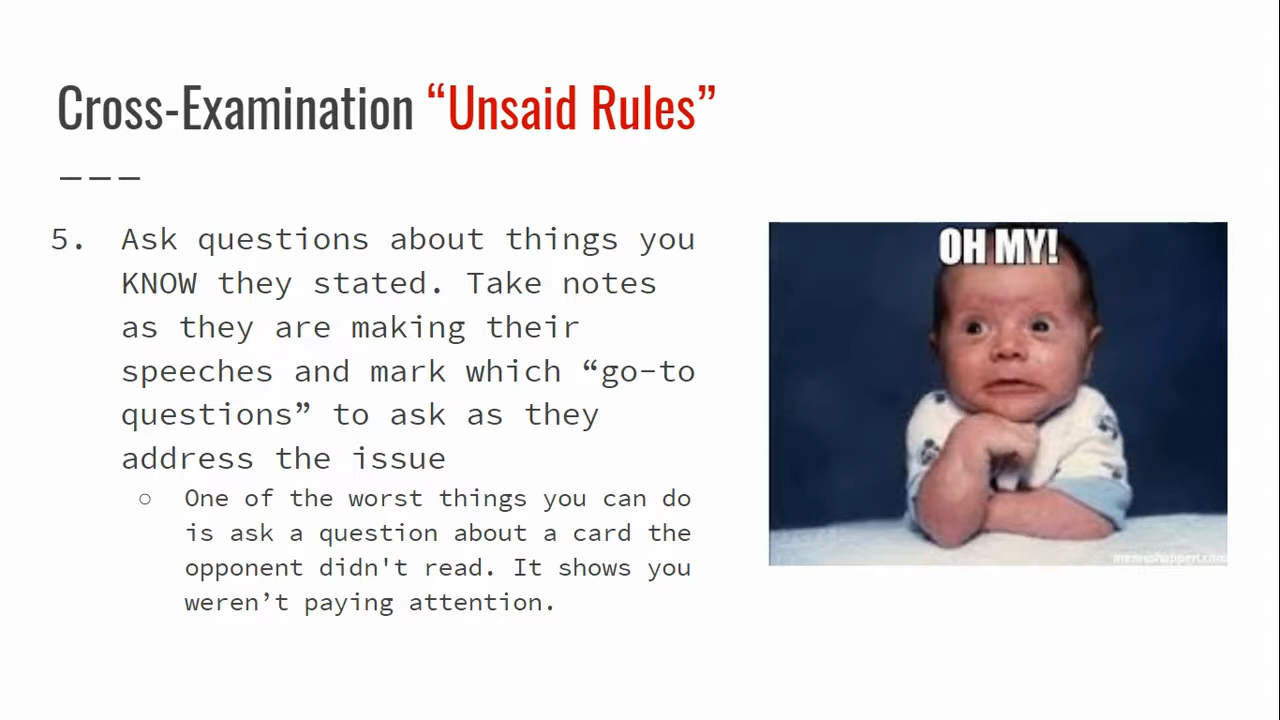 Cross-Examination “Unsaid Rules”
———
5. Ask questions about things you
KNOW they stated. Take notes
as they are making their
speeches and mark which “go-to
questions” to ask as they
address the issue
○ One of the worst things you can do
is ask a question about a card the
opponent didn't read. It shows you
weren’t paying attention.
OH MY!